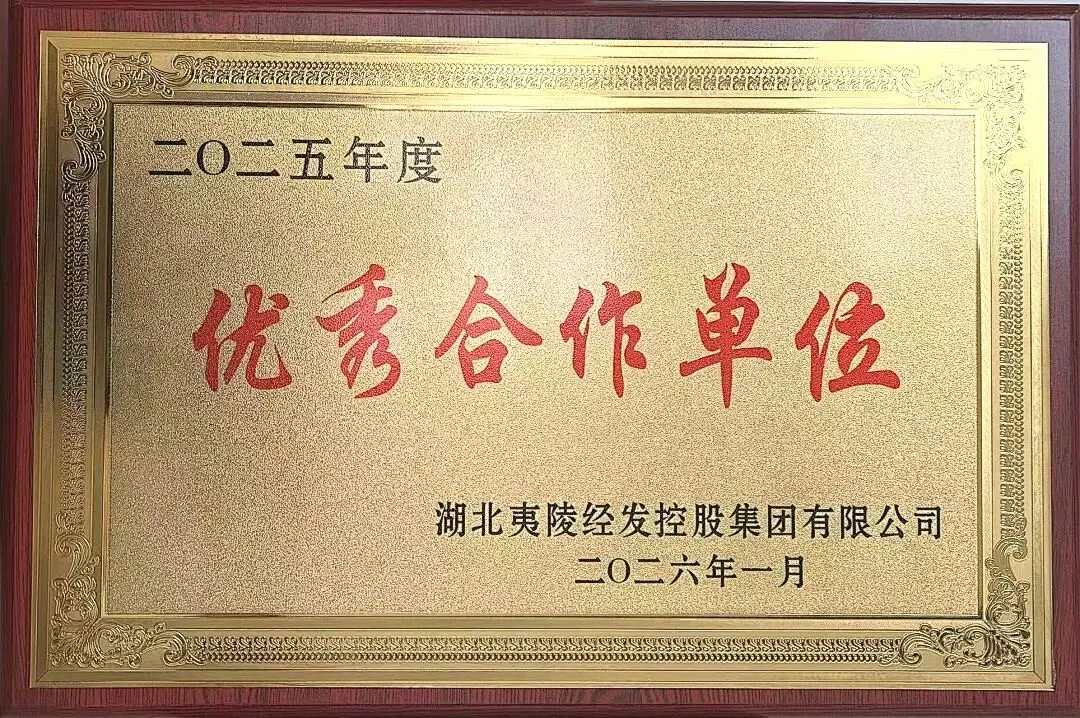 二〇二五年度
优秀合作单位
湖北夷陵经发控股集团有限公司
二〇二六年一月